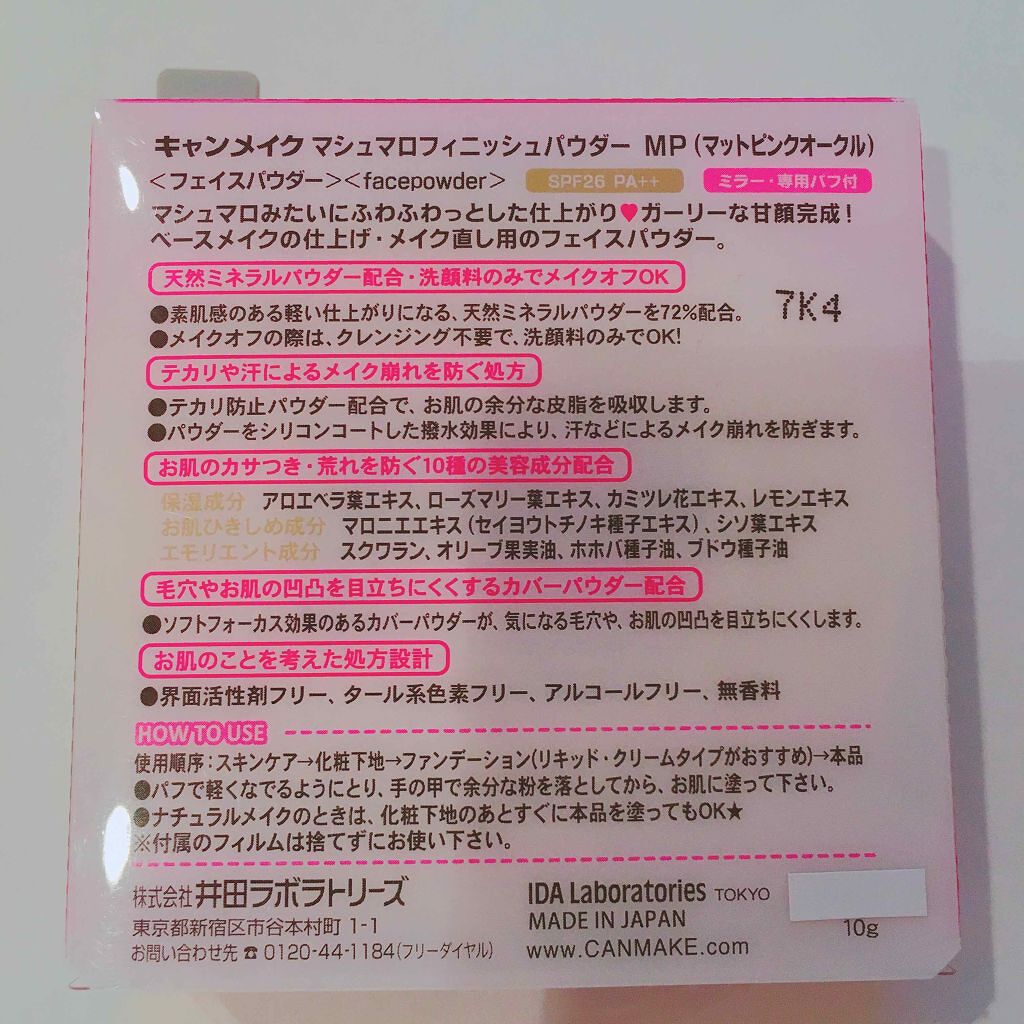 キャンメイク マシュマロフィニッシュパウダー MP(マットピンクオークル)
<フェイスパウダー><facepowder> SPF26 PA++ ミラー・専用パフ付
マシュマロみたいにふわふわっとした仕上がり♥ガーリーな甘顔完成!
ベースメイクの仕上げ・メイク直し用のフェイスパウダー。
天然ミネラルパウダー配合・洗顔料のみでメイクオフOK
●素肌感のある軽い仕上がりになる、天然ミネラルパウダーを72%配合。
7K4
●メイクオフの際は、クレンジング不要で、洗顔料のみでOK!
テカリや汗によるメイク崩れを防ぐ処方
●テカリ防止パウダー配合で、お肌の余分な皮脂を吸収します。
●パウダーをシリコンコートした撥水効果により、汗などによるメイク崩れを防ぎます。
お肌のカサつき・荒れを防ぐ10種の美容成分配合
保湿成分 アロエベラ葉エキス、ローズマリー葉エキス、カミツレ花エキス、レモンエキス
お肌ひきしめ成分 マロニエエキス(セイヨウトチノキ種子エキス)、シソ葉エキス
エモリエント成分 スクワラン、オリーブ果実油、ホホバ種子油、ブドウ種子油
毛穴やお肌の凹凸を目立ちにくくするカバーパウダー配合
●ソフトフォーカス効果のあるカバーパウダーが、気になる毛穴や、お肌の凹凸を目立ちにくくします。
お肌のことを考えた処方設計
●界面活性剤フリー、タール系色素フリー、アルコールフリー、無香料
HOW TO USE
使用順序:スキンケア→化粧下地→ファンデーション(リキッド・クリームタイプがおすすめ)→本品
●パフで軽くなでるようにとり、手の甲で余分な粉を落としてから、お肌に塗って下さい。
●ナチュラルメイクのときは、化粧下地のあとすぐに本品を塗ってもOK★
※付属のフィルムは捨てずにお使い下さい。
株式会社 井田ラボラトリーズ
東京都新宿区市谷本村町 1-1
お問い合わせ先 ☎ 0120-44-1184(フリーダイヤル)
IDA Laboratories TOKYO
MADE IN JAPAN
www.CANMAKE.com
10g